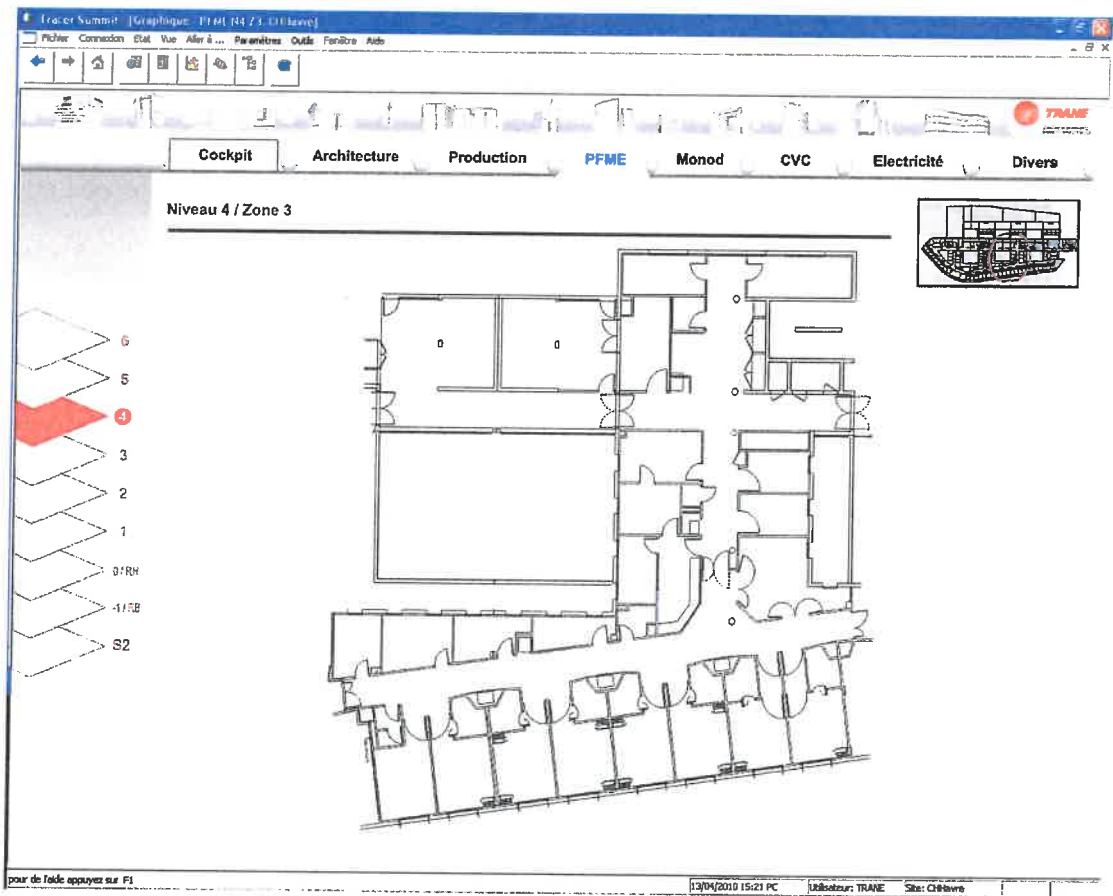 Tracer Summit - [Graphique - PFME N4 Z3, CHHavre]
Fichier Connexion Etat Vue Aller à ... Paramètres Outils Fenêtre Aide
TRANE
Cockpit Architecture Production PFME Monod CVC Electricité Divers
Niveau 4 / Zone 3
6
5
4
3
2
1
0/RH
-1/RB
S2
pour de l'aide appuyez sur F1
13/04/2010 15:21 PC Utilisateur: TRANE Site: CHHavre